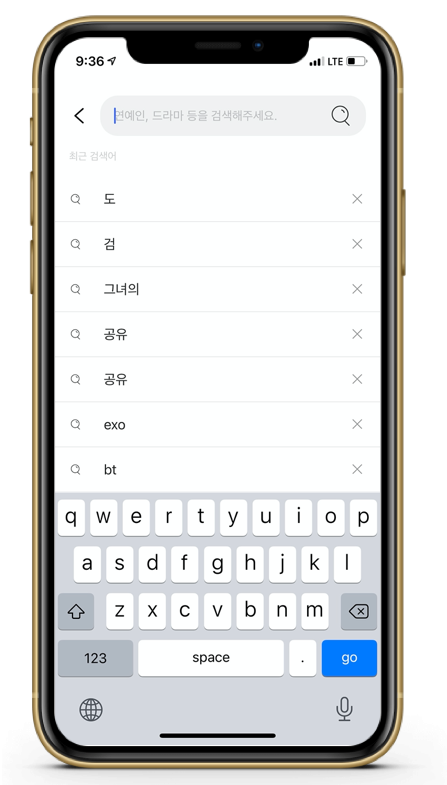 9:36 LTE
연예인, 드라마 등을 검색해주세요.
최근 검색어
도
검
그녀의
공유
공유
exo
bt
q w e r t y u i o p
a s d f g h j k l
z x c v b n m
123 space . go